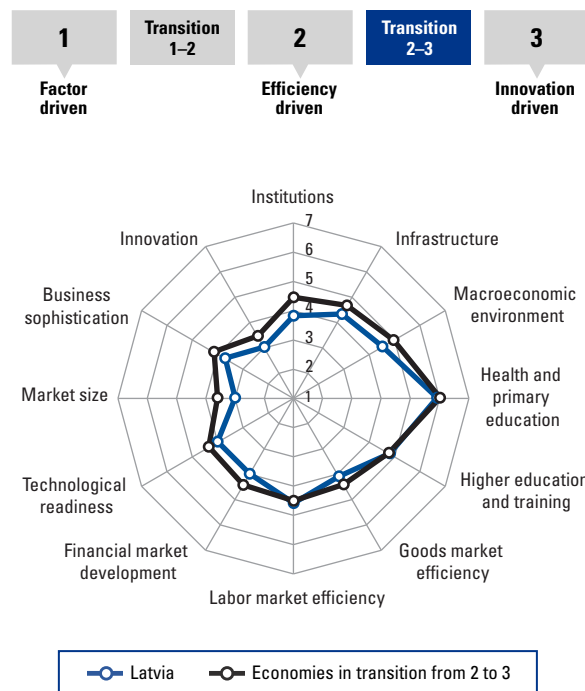 1
Transition
1–2
2
Transition
2–3
3
Factor
driven
Efficiency
driven
Innovation
driven
Institutions
7
Innovation
Infrastructure
6
Business
sophistication
5
Macroeconomic
environment
4
3
2
Market size
1
Health and
primary
education
Technological
readiness
Higher education
and training
Financial market
development
Goods market
efficiency
Labor market efficiency
Latvia
Economies in transition from 2 to 3